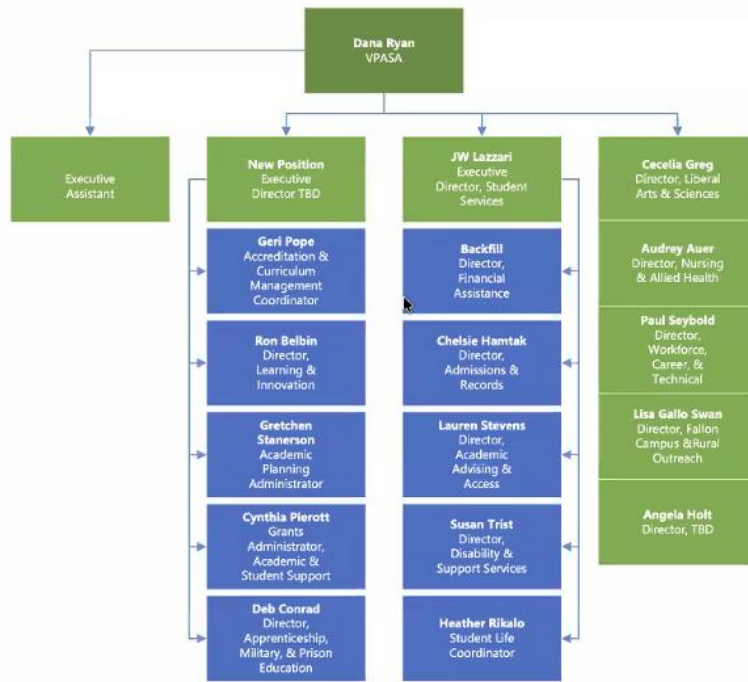 Dana Ryan
VPASA
Executive
Assistant
New Position
Executive
Director TBD
Geri Pope
Accreditation &
Curriculum
Management
Coordinator
Ron Belbin
Director,
Learning &
Innovation
Gretchen
Stanerson
Academic
Planning
Administrator
Cynthia Pierott
Grants
Administrator,
Academic &
Student Support
Deb Conrad
Director,
Apprenticeship,
Military, & Prison
Education
JW Lazzari
Executive
Director, Student
Services
Backfill
Director,
Financial
Assistance
Chelsie Hamtak
Director,
Admissions &
Records
Lauren Stevens
Director,
Academic
Advising &
Access
Susan Trist
Director,
Disability &
Support Services
Heather Rikalo
Student Life
Coordinator
Cecelia Greg
Director, Liberal
Arts & Sciences
Audrey Auer
Director, Nursing
& Allied Health
Paul Seybold
Director,
Workforce,
Career, &
Technical
Lisa Gallo Swan
Director, Fallon
Campus &Rural
Outreach
Angela Holt
Director, TBD